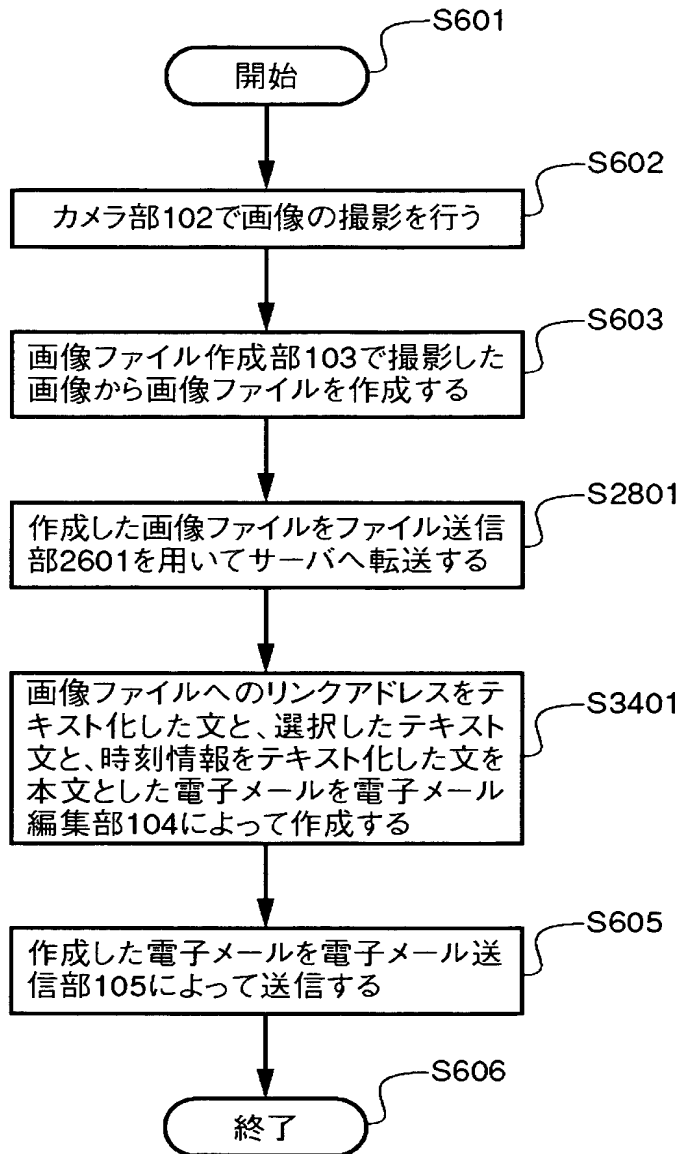 S601
開始
S602
カメラ部102で画像の撮影を行う
S603
画像ファイル作成部103で撮影した
画像から画像ファイルを作成する
S2801
作成した画像ファイルをファイル送信
部2601を用いてサーバへ転送する
S3401
画像ファイルへのリンクアドレスをテ
キスト化した文と、選択したテキスト
文と、時刻情報をテキスト化した文を
本文とした電子メールを電子メール
編集部104によって作成する
S605
作成した電子メールを電子メール送
信部105によって送信する
S606
終了